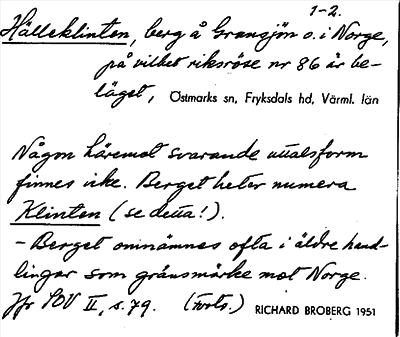 1-2.
Hälleklinten, berg å Gransjön o. i Norge,
på vilket riksröse nr 86 är be-
läget, Östmarks sn, Fryksdals hd, Värml. län
Någon häremot svarande uttalsform
finnes icke. Berget heter numera
Klinten (se detta!).
- Berget omnämnes ofta i äldre hand-
lingar som gränsmärke mot Norge.
Jfr SOV II, s. 79. (Forts.) RICHARD BROBERG 1951